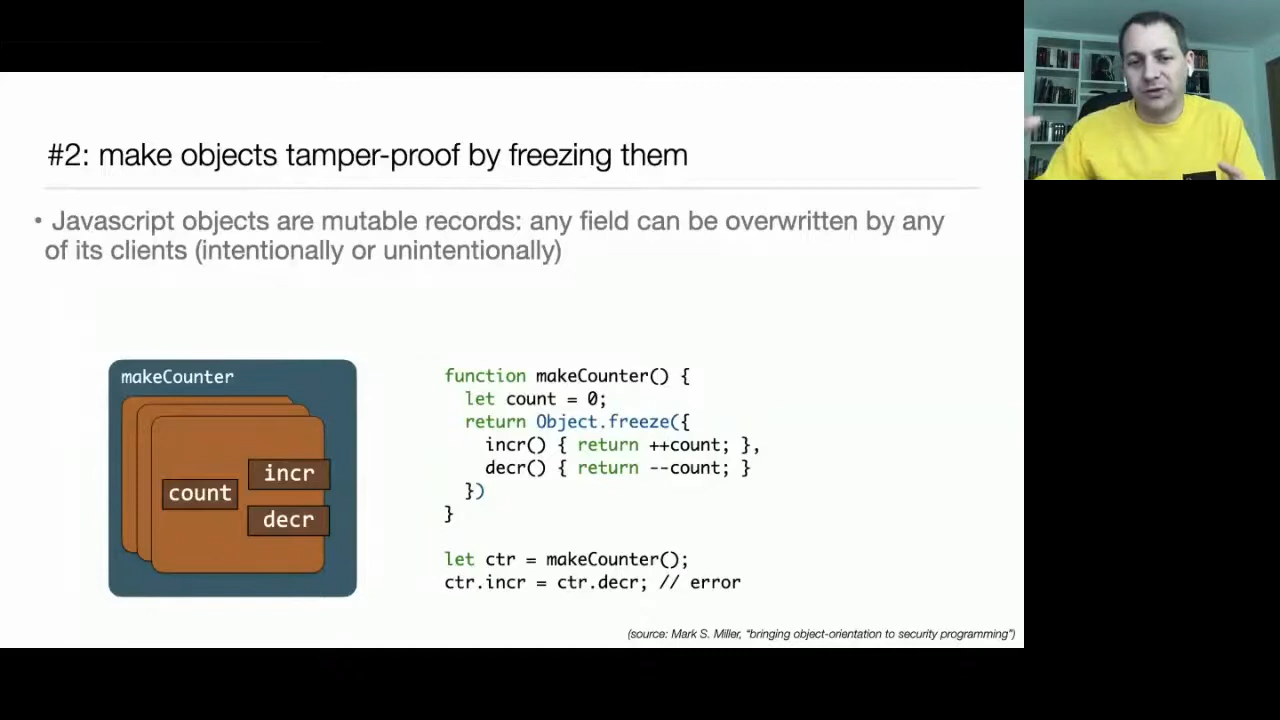 #2: make objects tamper-proof by freezing them
• Javascript objects are mutable records: any field can be overwritten by any
of its clients (intentionally or unintentionally)
makeCounter
count
incr
decr
function makeCounter() {
  let count = 0;
  return Object.freeze({
    incr() { return ++count; },
    decr() { return --count; }
  })
}
let ctr = makeCounter();
ctr.incr = ctr.decr; // error
(source: Mark S. Miller, “bringing object-orientation to security programming”)